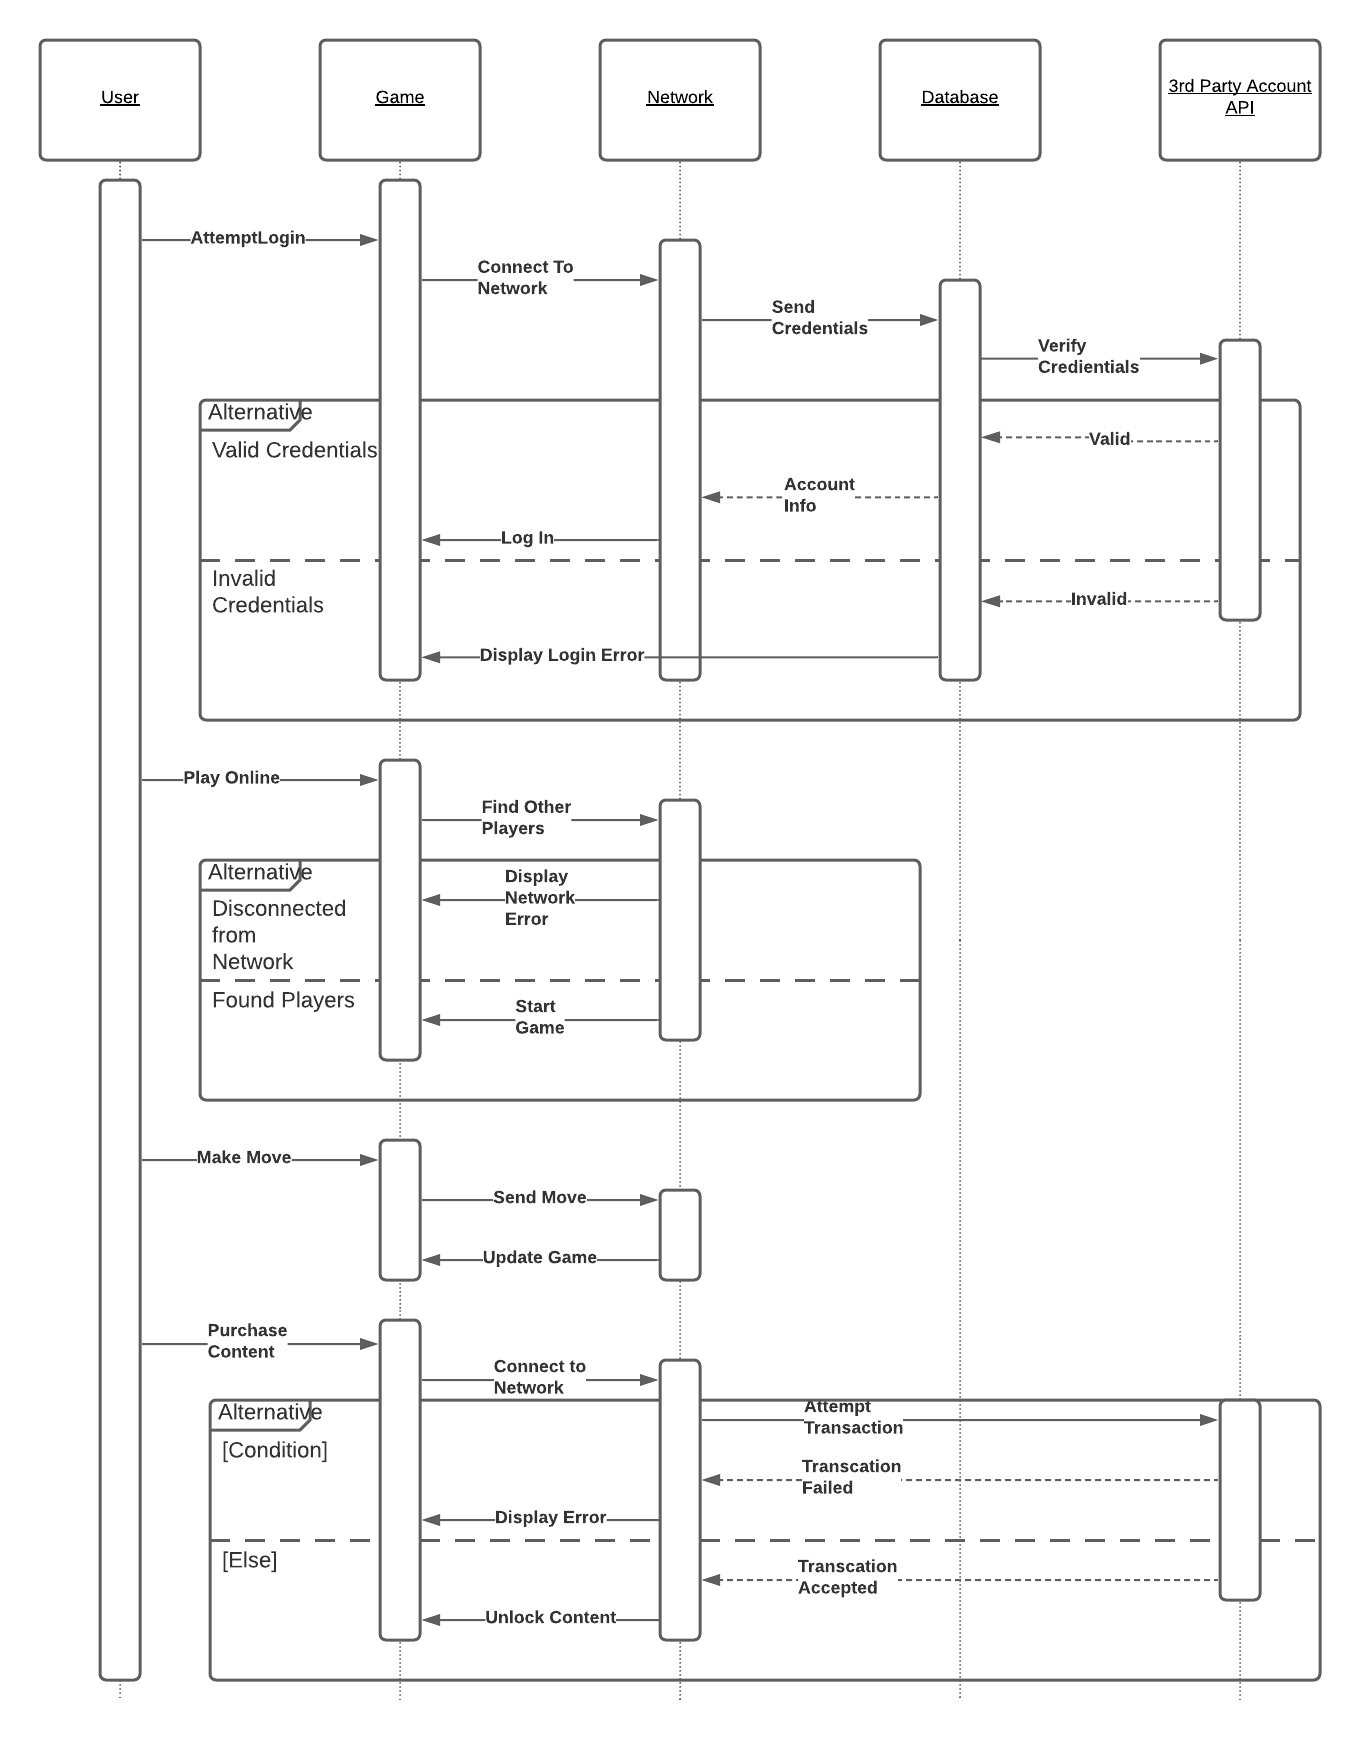 User
Game
Network
Database
3rd Party Account
API
AttemptLogin
Connect To
Network
Send
Credentials
Verify
Credientials
Alternative
Valid Credentials
Valid
Account
Info
Log In
Invalid
Credentials
Invalid
Display Login Error
Play Online
Find Other
Players
Alternative
Display
Network
Error
Disconnected
from
Network
Found Players
Start
Game
Make Move
Send Move
Update Game
Purchase
Content
Connect to
Network
Alternative
Attempt
Transaction
[Condition]
Transcation
Failed
Display Error
[Else]
Transcation
Accepted
Unlock Content